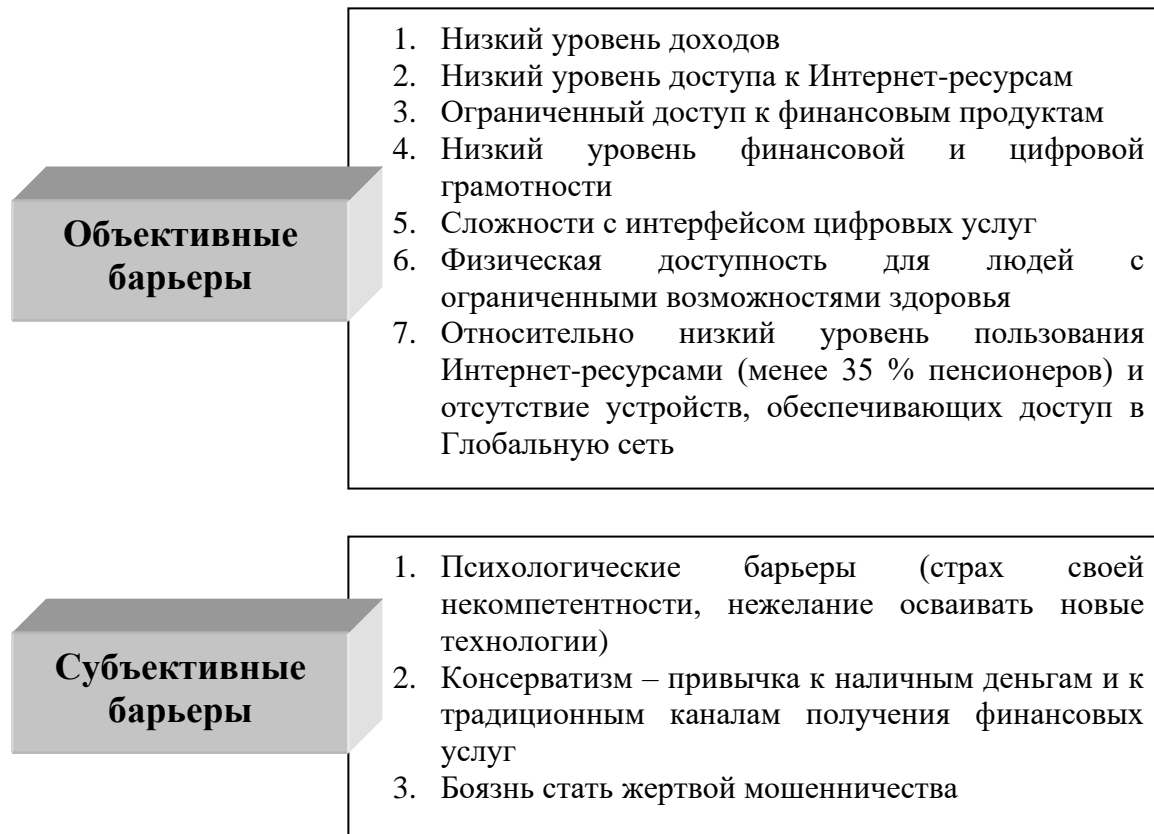 Объективные
барьеры
1. Низкий уровень доходов
2. Низкий уровень доступа к Интернет-ресурсам
3. Ограниченный доступ к финансовым продуктам
4. Низкий уровень финансовой и цифровой
грамотности
5. Сложности с интерфейсом цифровых услуг
6. Физическая доступность для людей с
ограниченными возможностями здоровья
7. Относительно низкий уровень пользования
Интернет-ресурсами (менее 35 % пенсионеров) и
отсутствие устройств, обеспечивающих доступ в
Глобальную сеть
Субъективные
барьеры
1. Психологические барьеры (страх своей
некомпетентности, нежелание осваивать новые
технологии)
2. Консерватизм – привычка к наличным деньгам и к
традиционным каналам получения финансовых
услуг
3. Боязнь стать жертвой мошенничества